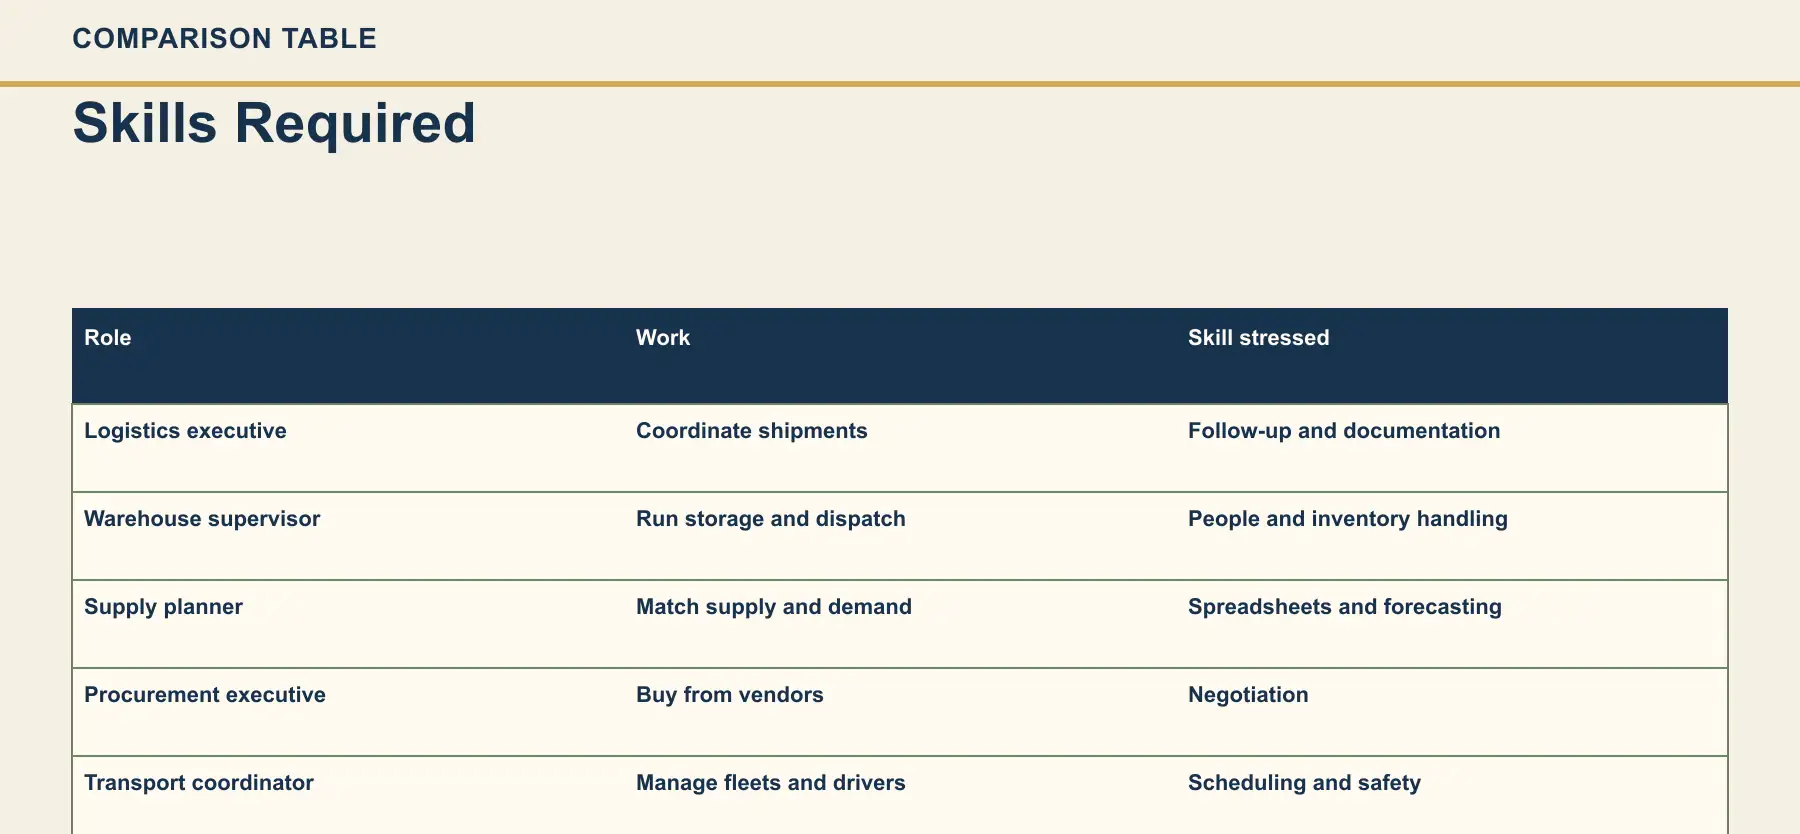 COMPARISON TABLE
Skills Required
Role Work Skill stressed
Logistics executive Coordinate shipments Follow-up and documentation
Warehouse supervisor Run storage and dispatch People and inventory handling
Supply planner Match supply and demand Spreadsheets and forecasting
Procurement executive Buy from vendors Negotiation
Transport coordinator Manage fleets and drivers Scheduling and safety